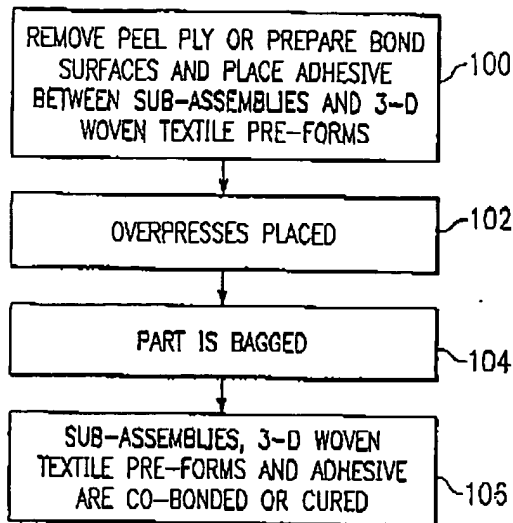 REMOVE PEEL PLY OR PREPARE BOND
SURFACES AND PLACE ADHESIVE
BETWEEN SUB-ASSEMBLIES AND 3-D
WOVEN TEXTILE PRE-FORMS
100
OVERPRESSES PLACED
102
PART IS BAGGED
104
SUB-ASSEMBLIES, 3-D WOVEN
TEXTILE PRE-FORMS AND ADHESIVE
ARE CO-BONDED OR CURED
106